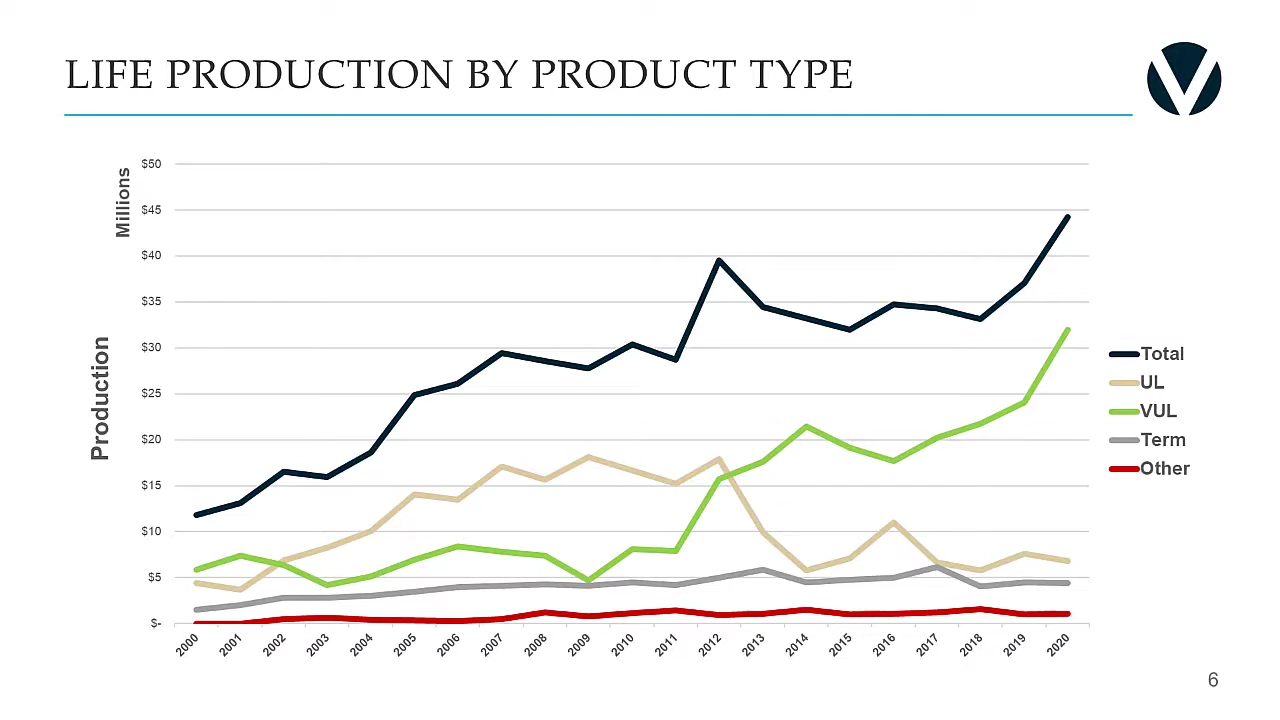 LIFE PRODUCTION BY PRODUCT TYPE
Millions
Production
$50
$45
$40
$35
$30
$25
$20
$15
$10
$5
$-
2000 2001 2002 2003 2004 2005 2006 2007 2008 2009 2010 2011 2012 2013 2014 2015 2016 2017 2018 2019 2020
Total
UL
VUL
Term
Other
6